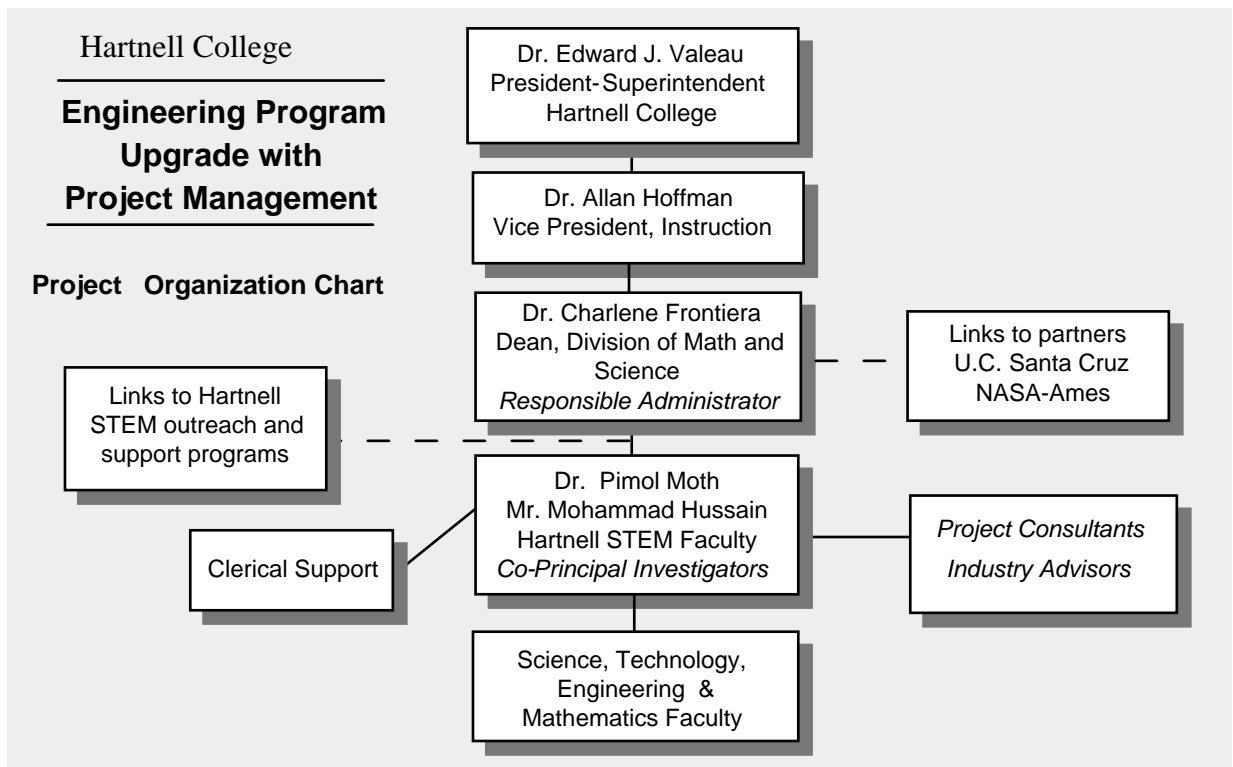 Hartnell College
Engineering Program
Upgrade with
Project Management
Project Organization Chart
Dr. Edward J. Valeau
President-Superintendent
Hartnell College
Dr. Allan Hoffman
Vice President, Instruction
Dr. Charlene Frontiera
Dean, Division of Math and
Science
Responsible Administrator
Links to partners
U.C. Santa Cruz
NASA-Ames
Links to Hartnell
STEM outreach and
support programs
Dr. Pimol Moth
Mr. Mohammad Hussain
Hartnell STEM Faculty
Co-Principal Investigators
Clerical Support
Project Consultants
Industry Advisors
Science, Technology,
Engineering &
Mathematics Faculty